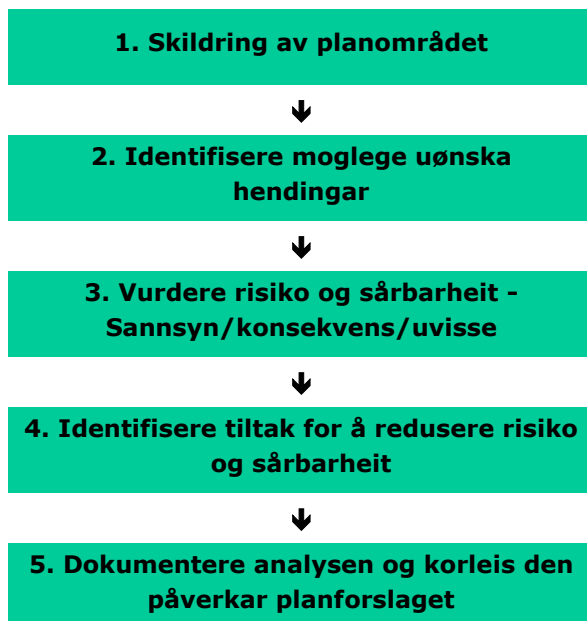 1. Skildring av planområdet
2. Identifisere moglege uønska
hendingar
3. Vurdere risiko og sårbarheit -
Sannsyn/konsekvens/uvisse
4. Identifisere tiltak for å redusere risiko
og sårbarheit
5. Dokumentere analysen og korleis den
påverkar planforslaget